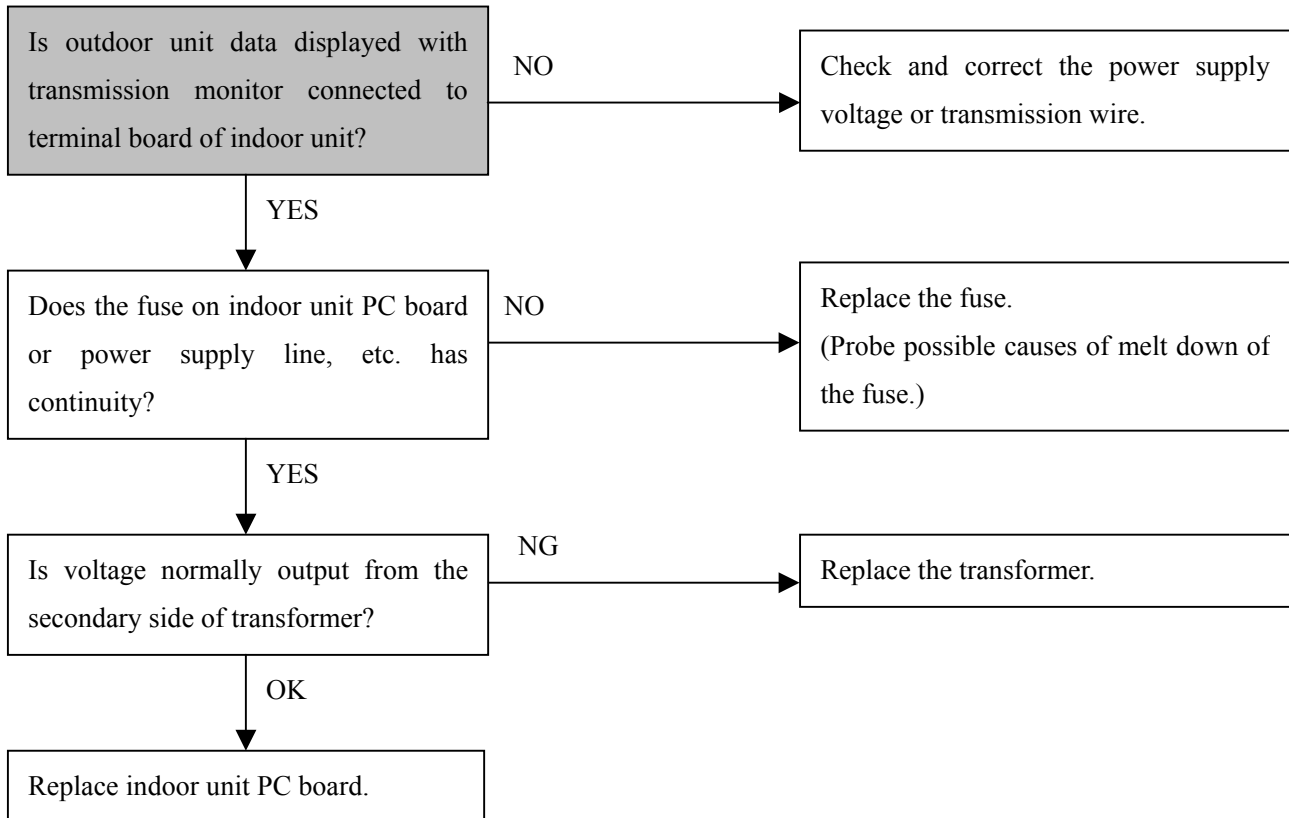 Is outdoor unit data displayed with
transmission monitor connected to
terminal board of indoor unit?
NO
Check and correct the power supply
voltage or transmission wire.
YES
Does the fuse on indoor unit PC board
or power supply line, etc. has
continuity?
NO
Replace the fuse.
(Probe possible causes of melt down of
the fuse.)
YES
Is voltage normally output from the
secondary side of transformer?
NG
Replace the transformer.
OK
Replace indoor unit PC board.